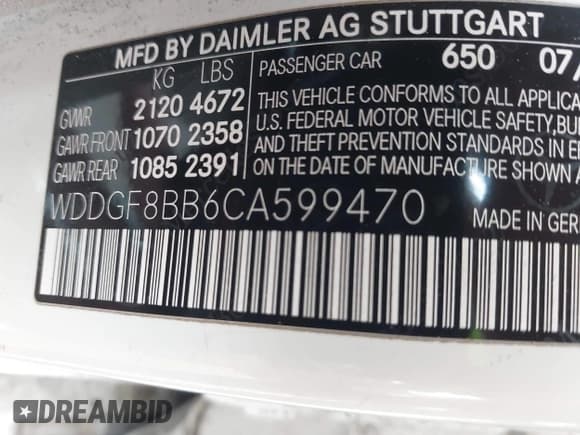 MFD BY DAIMLER AG STUTTGART
KG LBS PASSENGER CAR 650 07/
GVWR 2120 4672
GAWR FRONT 1070 2358
GAWR REAR 1085 2391
THIS VEHICLE CONFORMS TO ALL
U.S. FEDERAL MOTOR VEHICLE SAFETY,
AND THEFT PREVENTION STANDARDS IN
ON THE DATE OF MANUFACTURE
WDDGF8BB6CA599470 MADE IN
DREAMBID